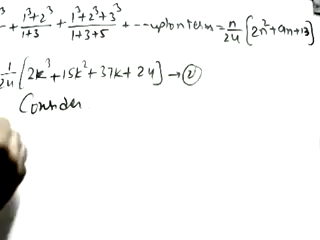 3 + 1³+2³/1+3 + 1³+2³+3³/1+3+5 + --- upto n term = n/24 [2n²+9n+13]
1/24 [2k³+15k²+37k+24] → ②
Consider